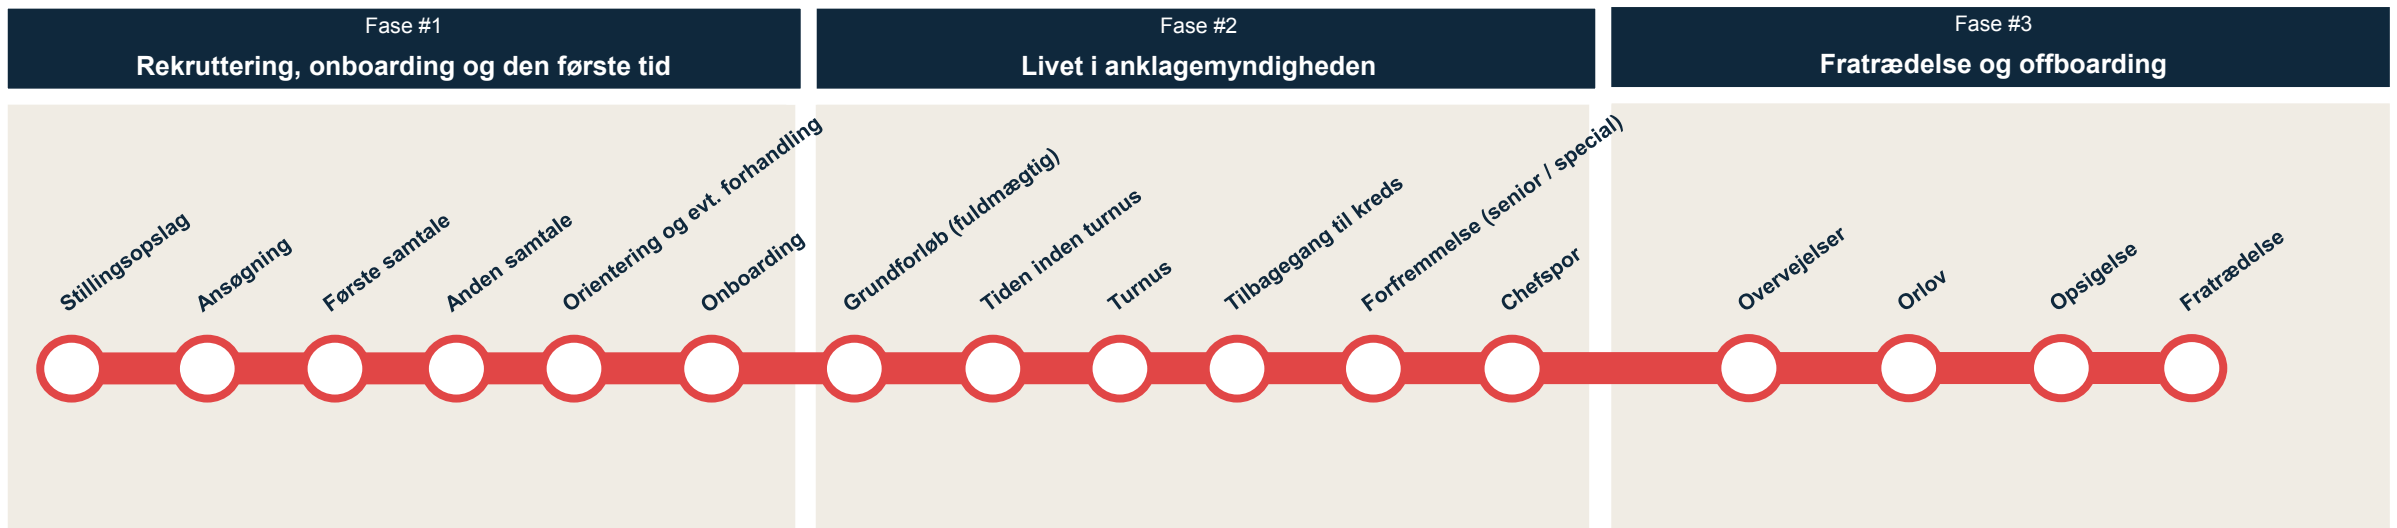 Fase #1
Rekruttering, onboarding og den første tid
Fase #2
Livet i anklagemyndigheden
Fase #3
Fratrædelse og offboarding
Stillingsopslag
Ansøgning
Første samtale
Anden samtale
Orientering og evt. forhandling
Onboarding
Grundforløb (fuldmægtig)
Tiden inden turnus
Turnus
Tilbagegang til kreds
Forfremmelse (senior / special)
Chefspor
Overvejelser
Orlov
Opsigelse
Fratrædelse